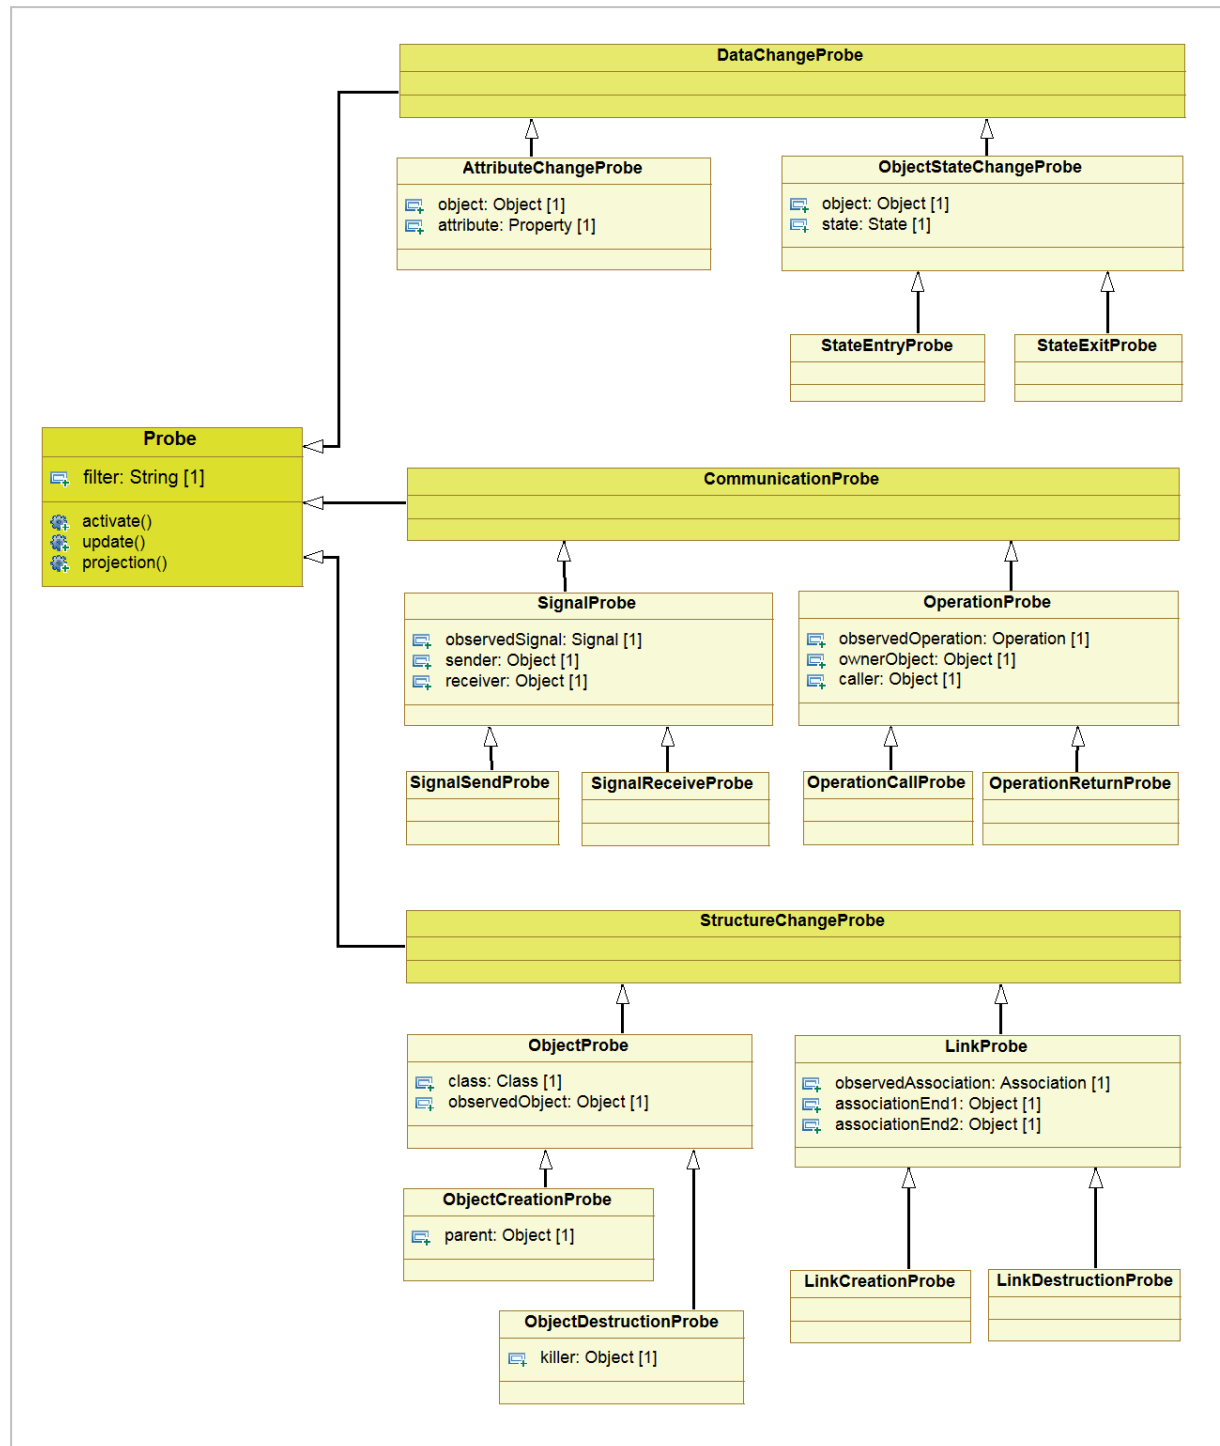 DataChangeProbe
AttributeChangeProbe
object: Object [1]
attribute: Property [1]
ObjectStateChangeProbe
object: Object [1]
state: State [1]
StateEntryProbe
StateExitProbe
Probe
filter: String [1]
activate()
update()
projection()
CommunicationProbe
SignalProbe
observedSignal: Signal [1]
sender: Object [1]
receiver: Object [1]
OperationProbe
observedOperation: Operation [1]
ownerObject: Object [1]
caller: Object [1]
SignalSendProbe
SignalReceiveProbe
OperationCallProbe
OperationReturnProbe
StructureChangeProbe
ObjectProbe
class: Class [1]
observedObject: Object [1]
LinkProbe
observedAssociation: Association [1]
associationEnd1: Object [1]
associationEnd2: Object [1]
ObjectCreationProbe
parent: Object [1]
LinkCreationProbe
LinkDestructionProbe
ObjectDestructionProbe
killer: Object [1]